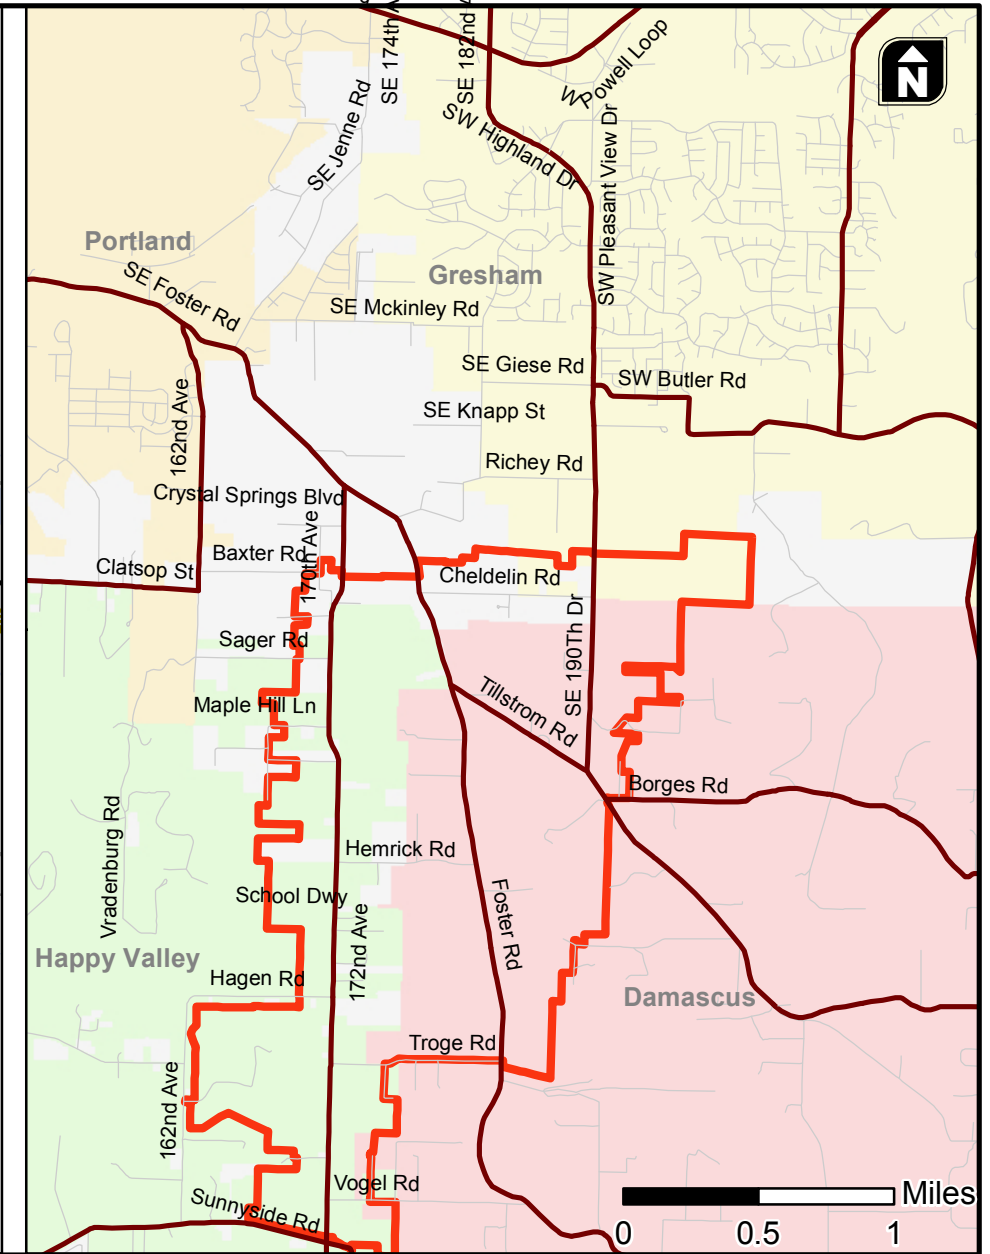 SE 174th A
SE 182nd A
W Powell Loop
N
SE Jenne Rd
SW Highland Dr
SW Pleasant View Dr
Portland
SE Foster Rd
Gresham
SE Mckinley Rd
SE Giese Rd
SW Butler Rd
162nd Ave
SE Knapp St
Richey Rd
Crystal Springs Blvd
170th Ave
Baxter Rd
Clatsop St
Cheldelin Rd
Sager Rd
SE 190Th Dr
Maple Hill Ln
Tillstrom Rd
Borges Rd
Vradenburg Rd
Hemrick Rd
School Dwy
Foster Rd
172nd Ave
Happy Valley
Hagen Rd
Damascus
Troge Rd
162nd Ave
Vogel Rd
Sunnyside Rd
Miles
0 0.5 1